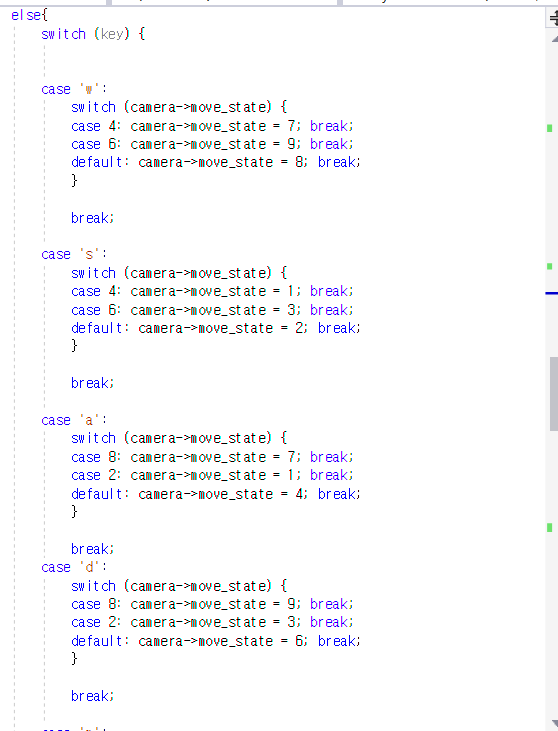 else{
switch (key) {
case 'w':
switch (camera->move_state) {
case 4: camera->move_state = 7; break;
case 6: camera->move_state = 9; break;
default: camera->move_state = 8; break;
}
break;
case 's':
switch (camera->move_state) {
case 4: camera->move_state = 1; break;
case 6: camera->move_state = 3; break;
default: camera->move_state = 2; break;
}
break;
case 'a':
switch (camera->move_state) {
case 8: camera->move_state = 7; break;
case 2: camera->move_state = 1; break;
default: camera->move_state = 4; break;
}
break;
case 'd':
switch (camera->move_state) {
case 8: camera->move_state = 9; break;
case 2: camera->move_state = 3; break;
default: camera->move_state = 6; break;
}
break;